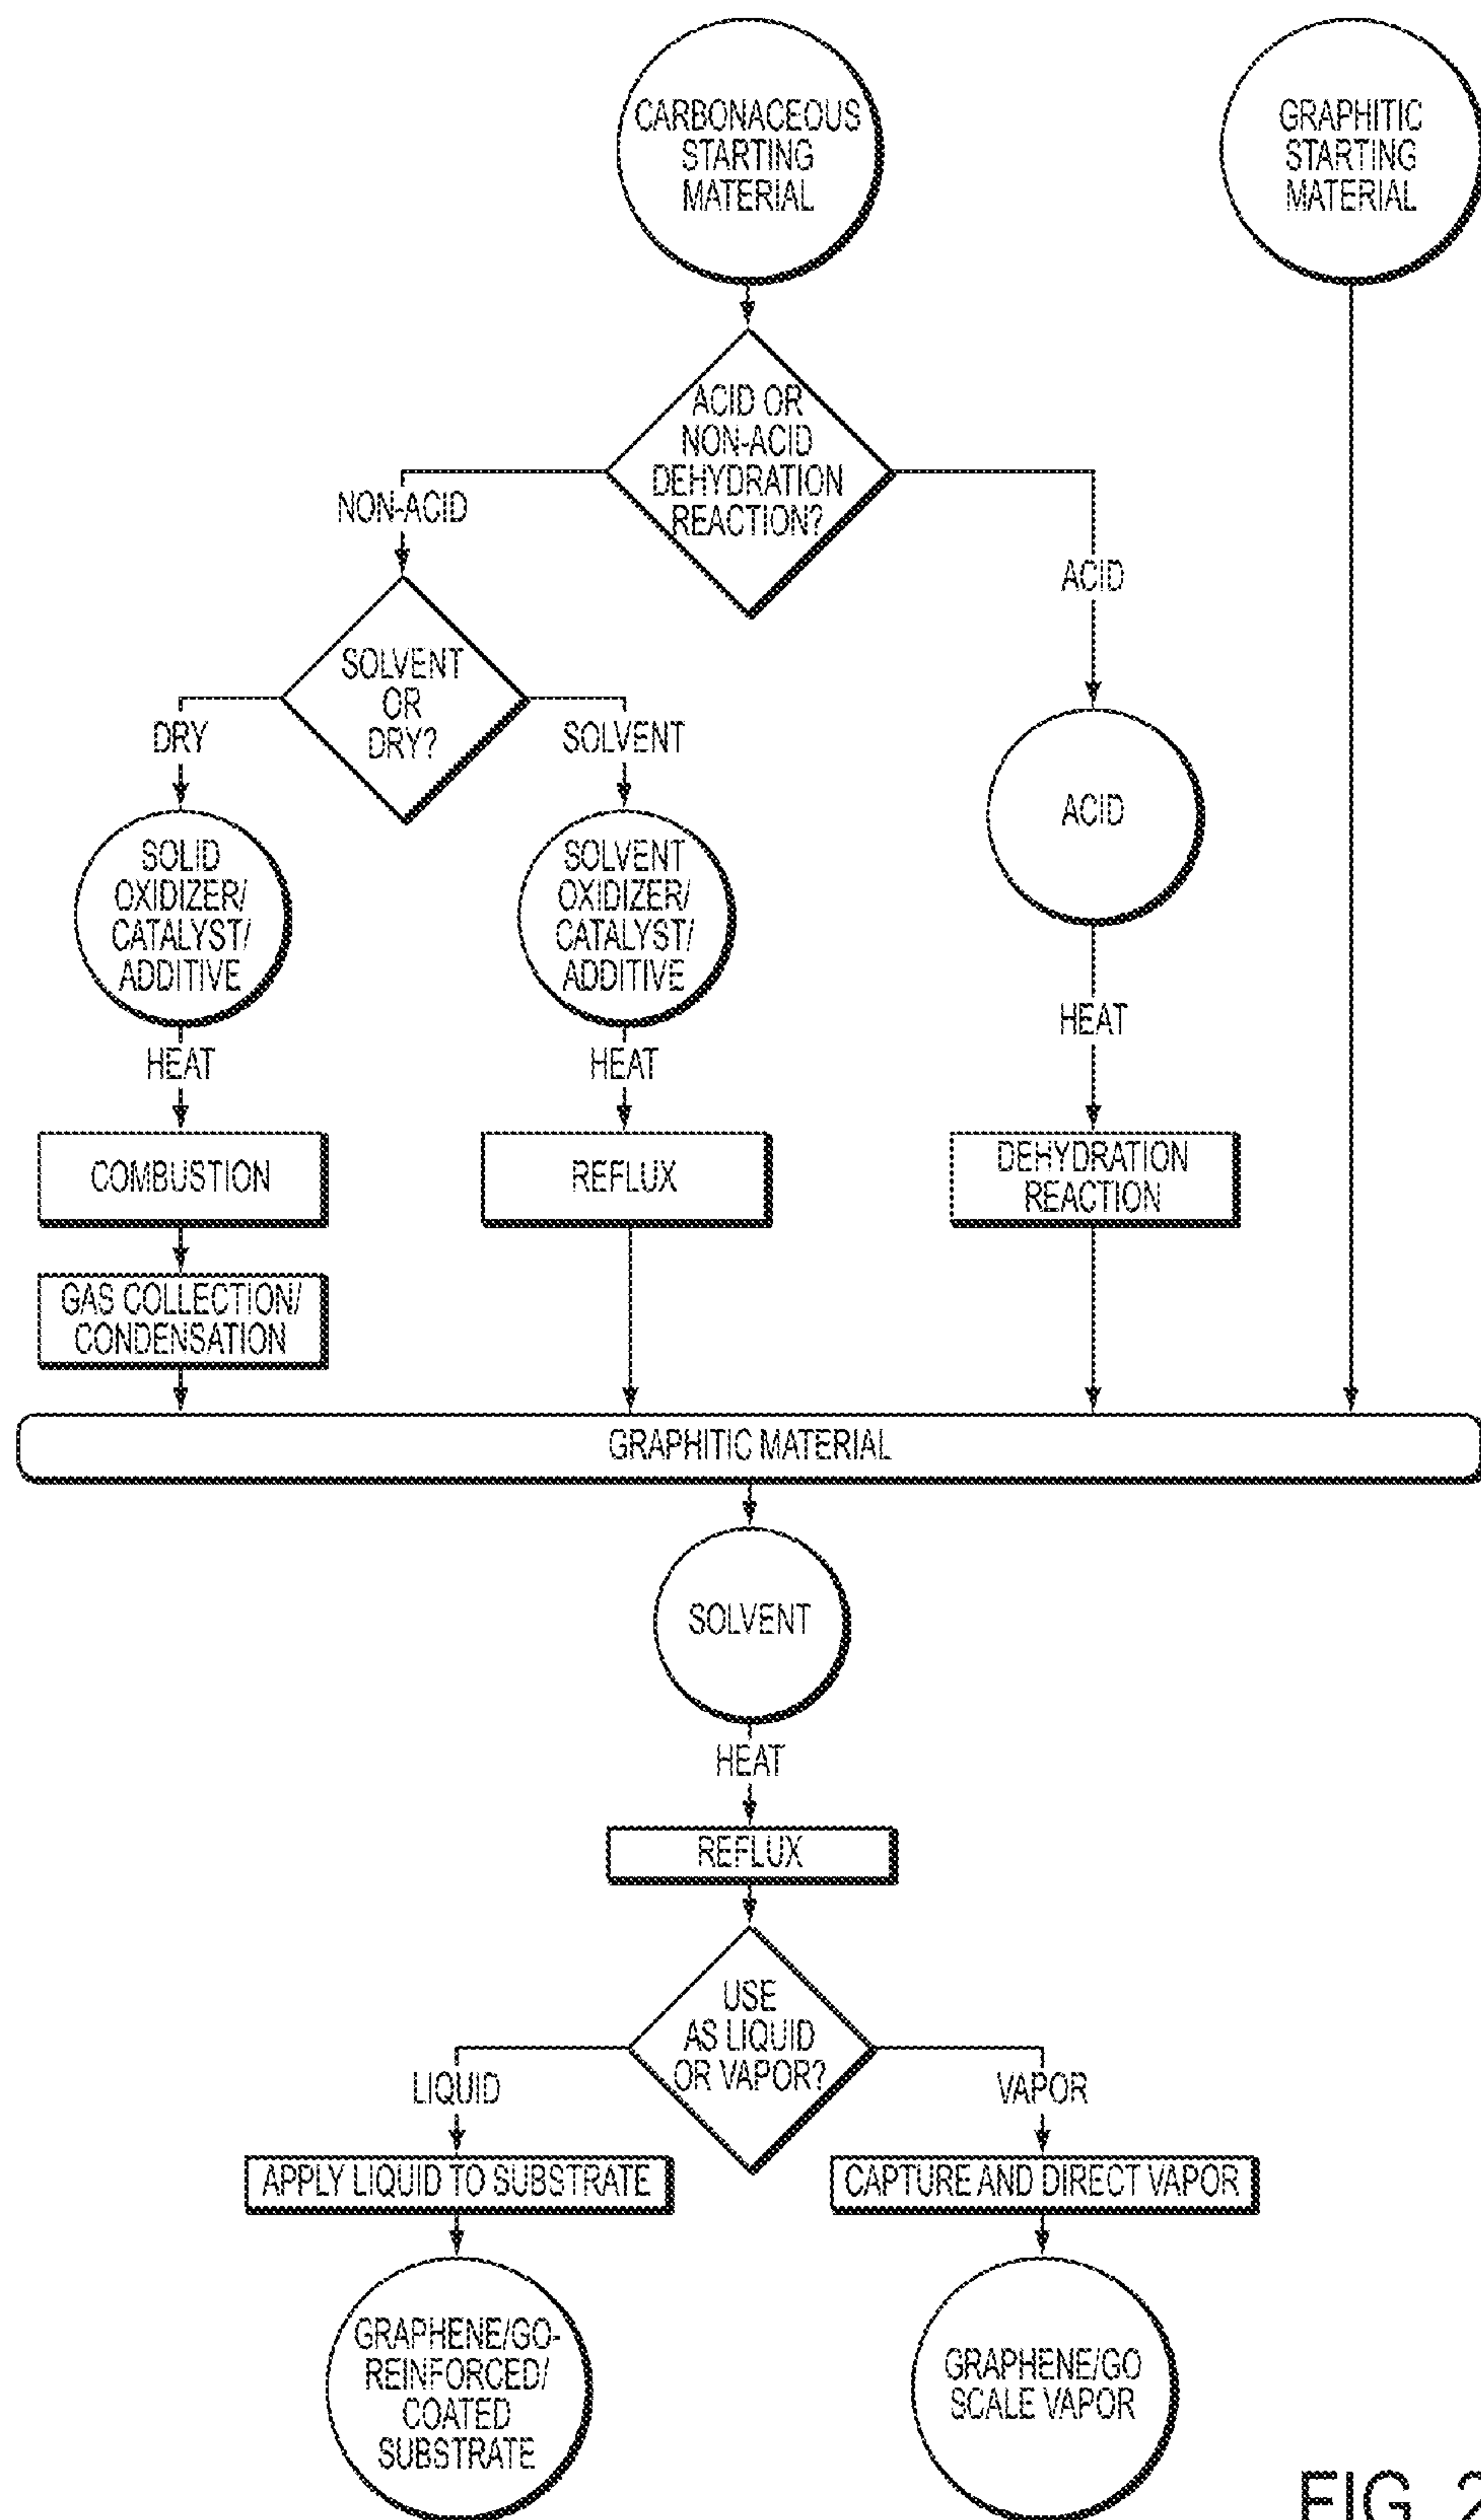 CARBONACEOUS
STARTING
MATERIAL
GRAPHITIC
STARTING
MATERIAL
ACID OR
NON-ACID
DEHYDRATION
REACTION?
NON-ACID
ACID
SOLVENT
OR
DRY?
DRY
SOLVENT
SOLID
OXIDIZER/
CATALYST/
ADDITIVE
SOLVENT
OXIDIZER/
CATALYST/
ADDITIVE
ACID
HEAT
HEAT
HEAT
COMBUSTION
REFLUX
DEHYDRATION
REACTION
GAS COLLECTION/
CONDENSATION
GRAPHITIC MATERIAL
SOLVENT
HEAT
REFLUX
USE
AS LIQUID
OR VAPOR?
LIQUID
VAPOR
APPLY LIQUID TO SUBSTRATE
CAPTURE AND DIRECT VAPOR
GRAPHENE/GO-
REINFORCED/
COATED
SUBSTRATE
GRAPHENE/GO
SCALE VAPOR
FIG. 2